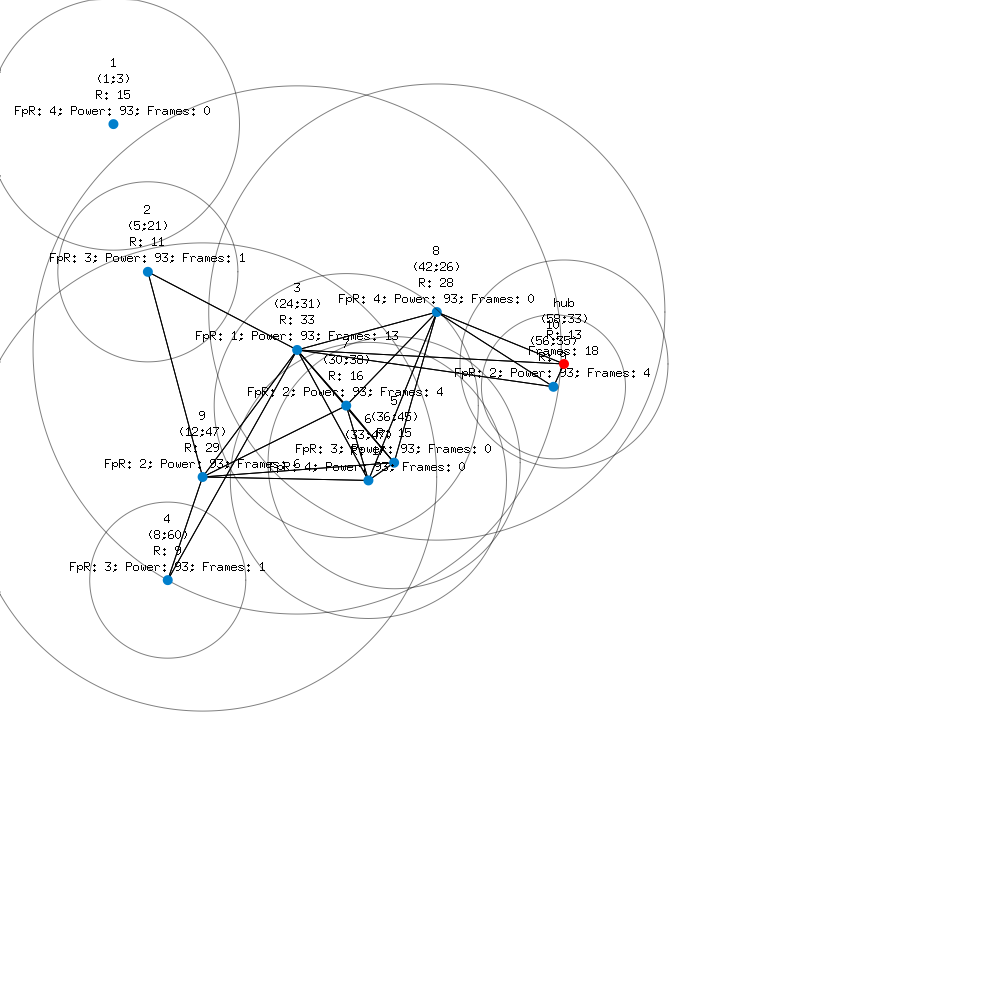 1
(1;3)
R: 15
FpR: 4; Power: 93; Frames: 0
2
(5;21)
R: 11
FpR: 3; Power: 93; Frames: 1
8
(42;26)
R: 28
FpR: 4; Power: 93; Frames: 0
3
(24;31)
R: 33
FpR: 1; Power: 93; Frames: 13
hub
(58;33)
R: 13
Frames: 18
10
(56;35)
FpR: 2; Power: 93; Frames: 4
7
(30;38)
R: 16
FpR: 2; Power: 93; Frames: 4
5
(36;45)
R: 15
FpR: 3; Power: 93; Frames: 0
6
(33;47)
FpR: 4; Power: 93; Frames: 0
9
(12;47)
R: 29
FpR: 2; Power: 93; Frames: 6
4
(8;60)
R: 9
FpR: 3; Power: 93; Frames: 1